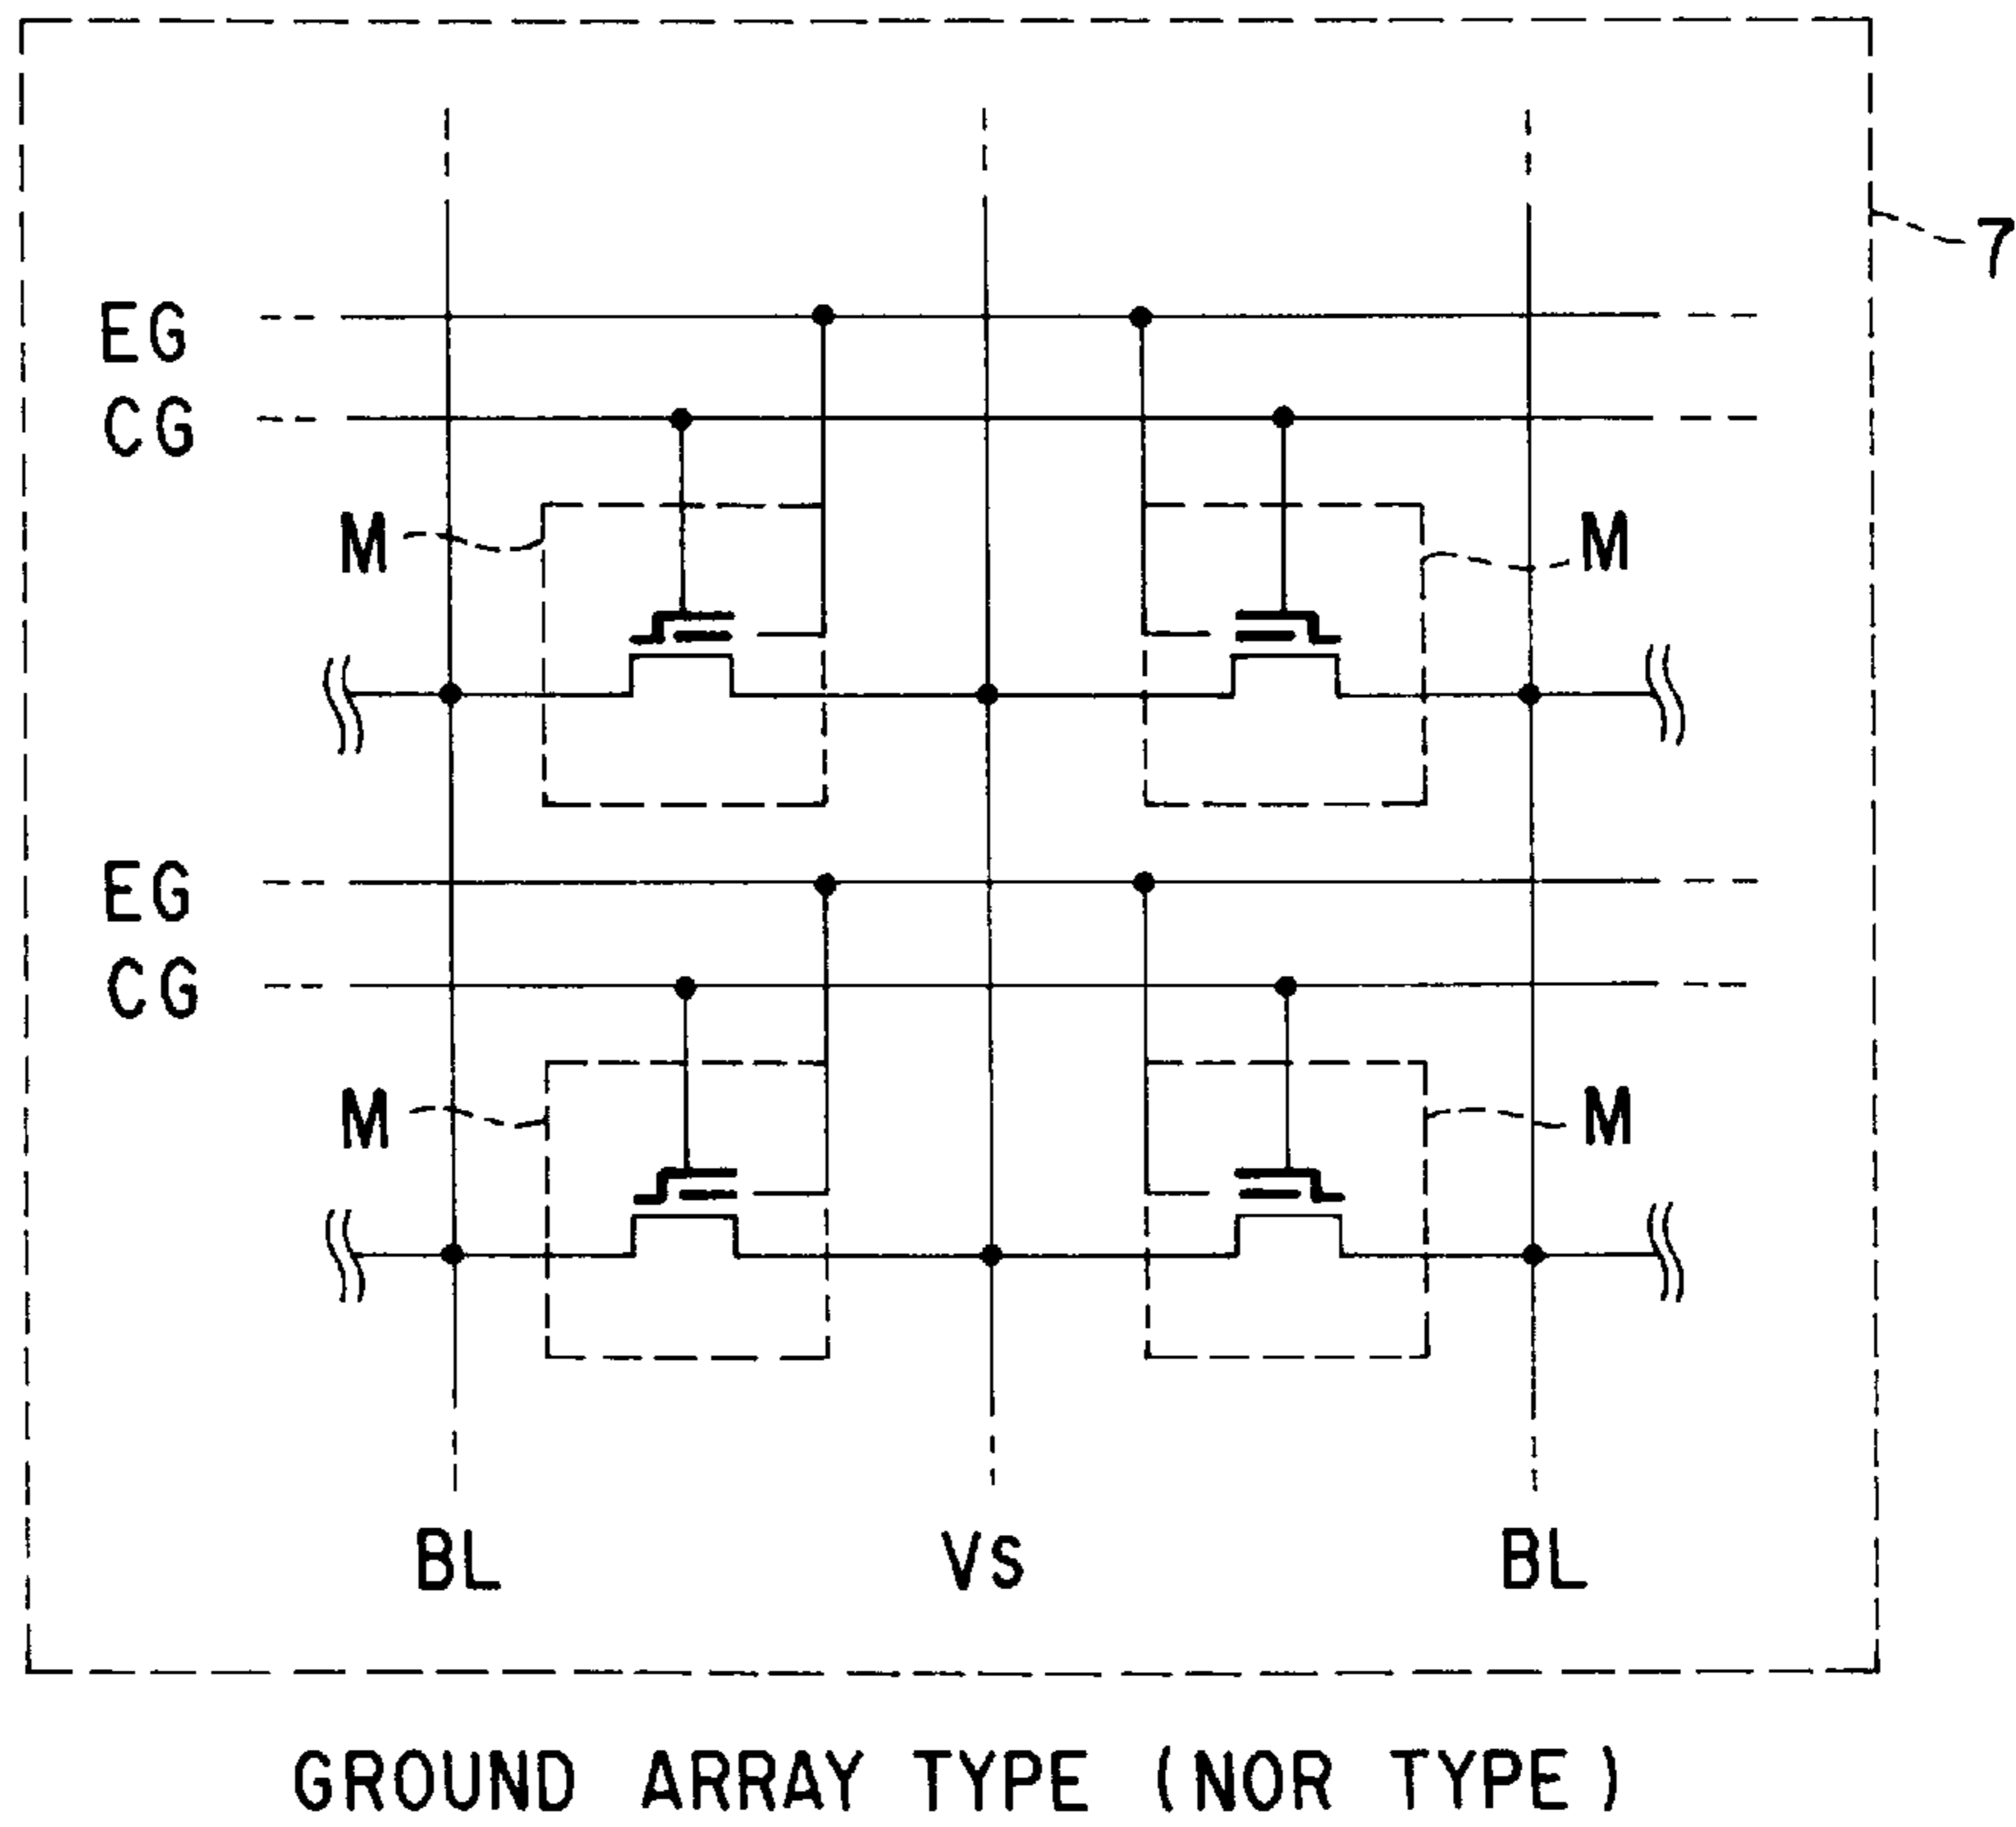 7
EG
CG
M M
EG
CG
M M
BL Vs BL
GROUND ARRAY TYPE (NOR TYPE)